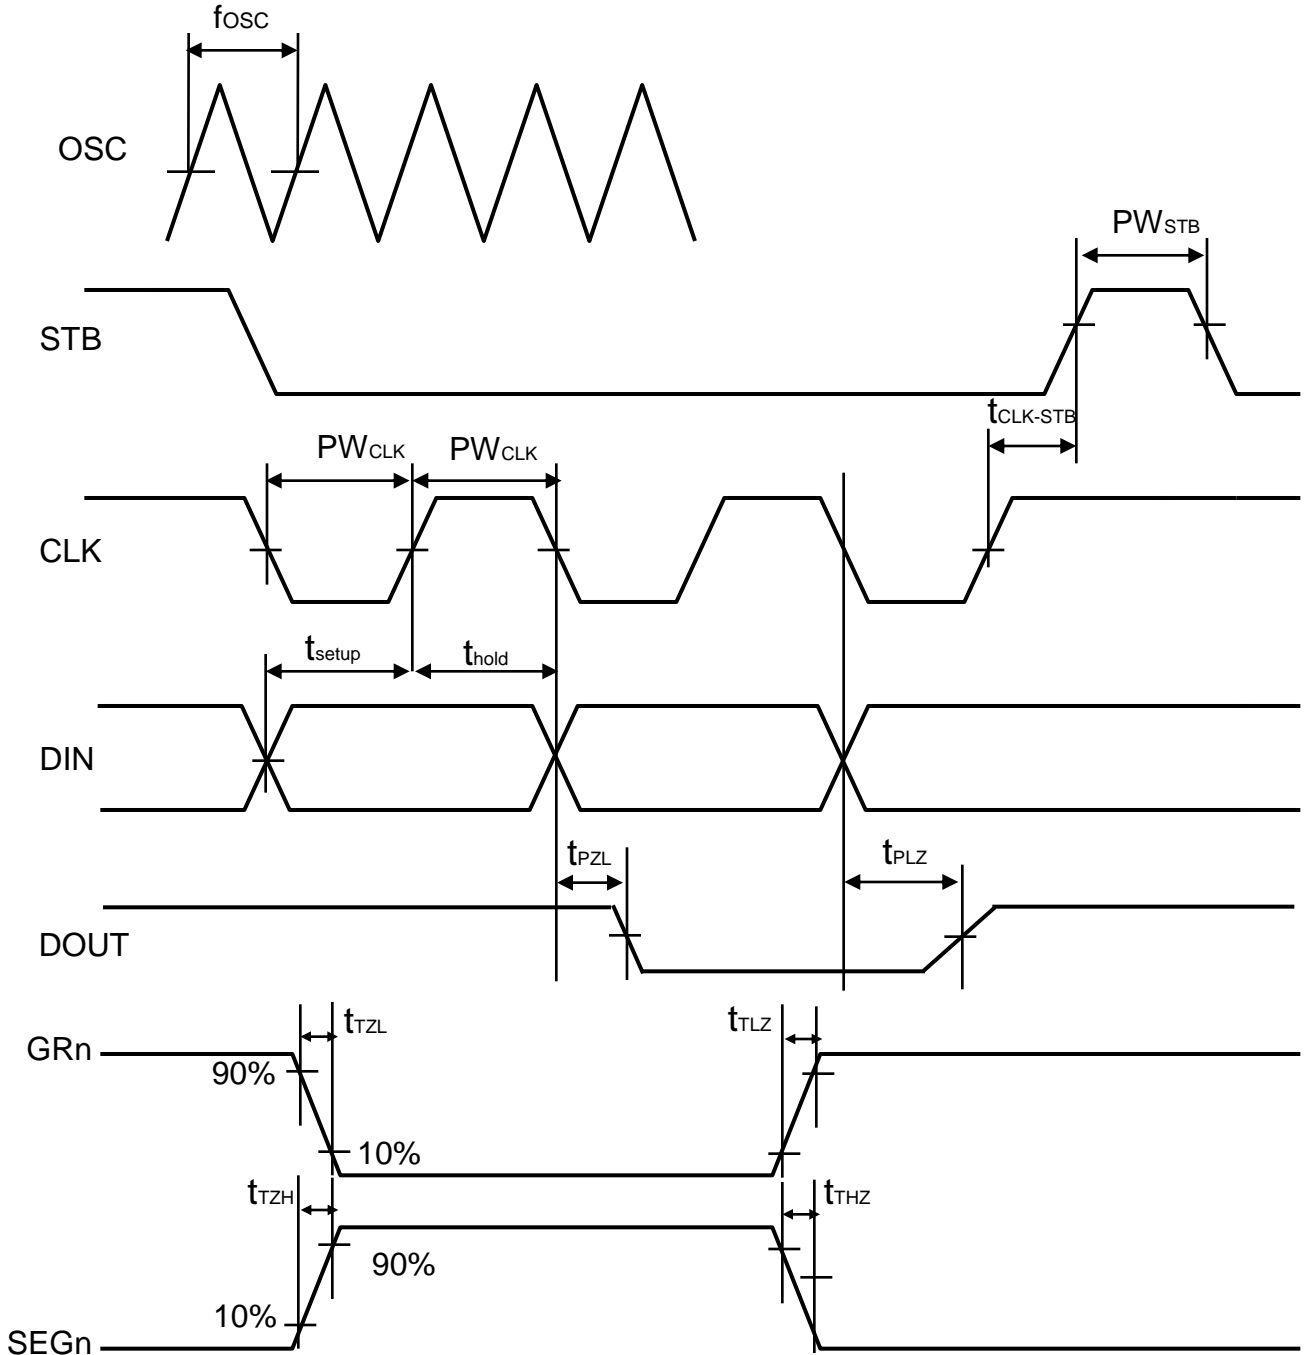 fOSC
OSC
PWSTB
STB
tCLK-STB
PWCLK PWCLK
CLK
tsetup thold
DIN
tPZL tPLZ
DOUT
tTZL tTLZ
GRn
90%
10%
tTZH tTHZ
90%
10%
SEGn